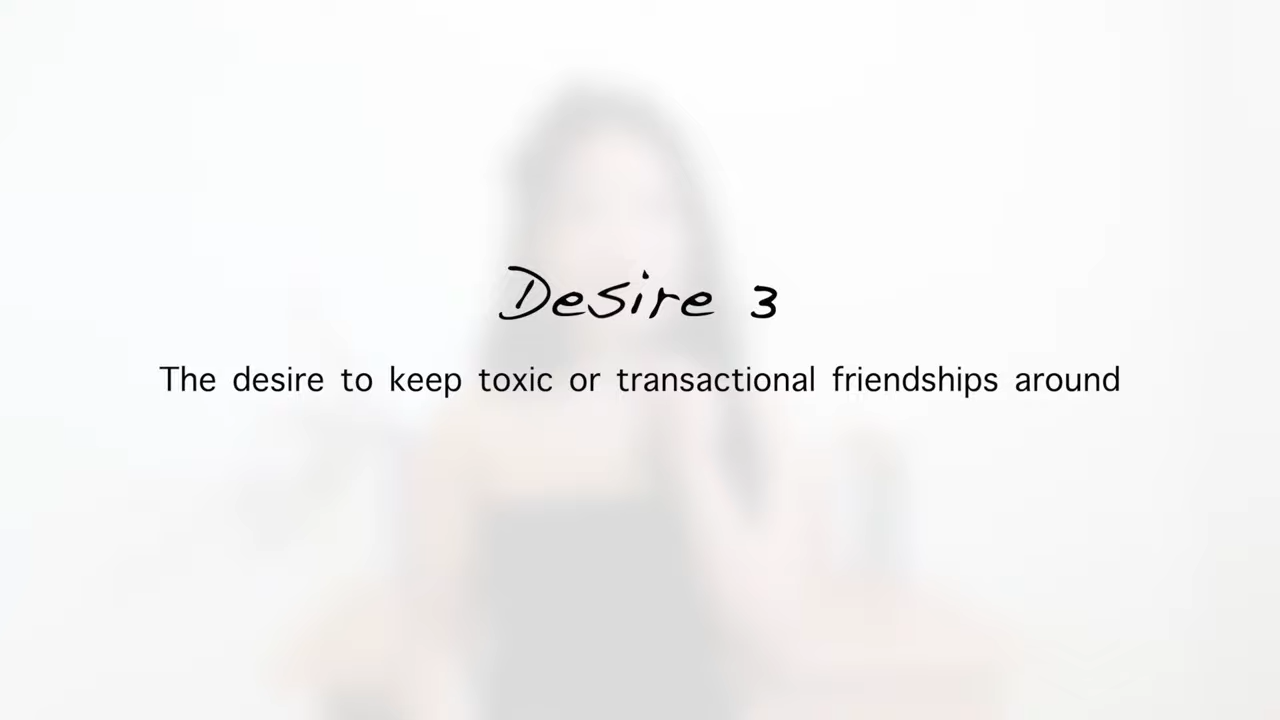 Desire 3
The desire to keep toxic or transactional friendships around